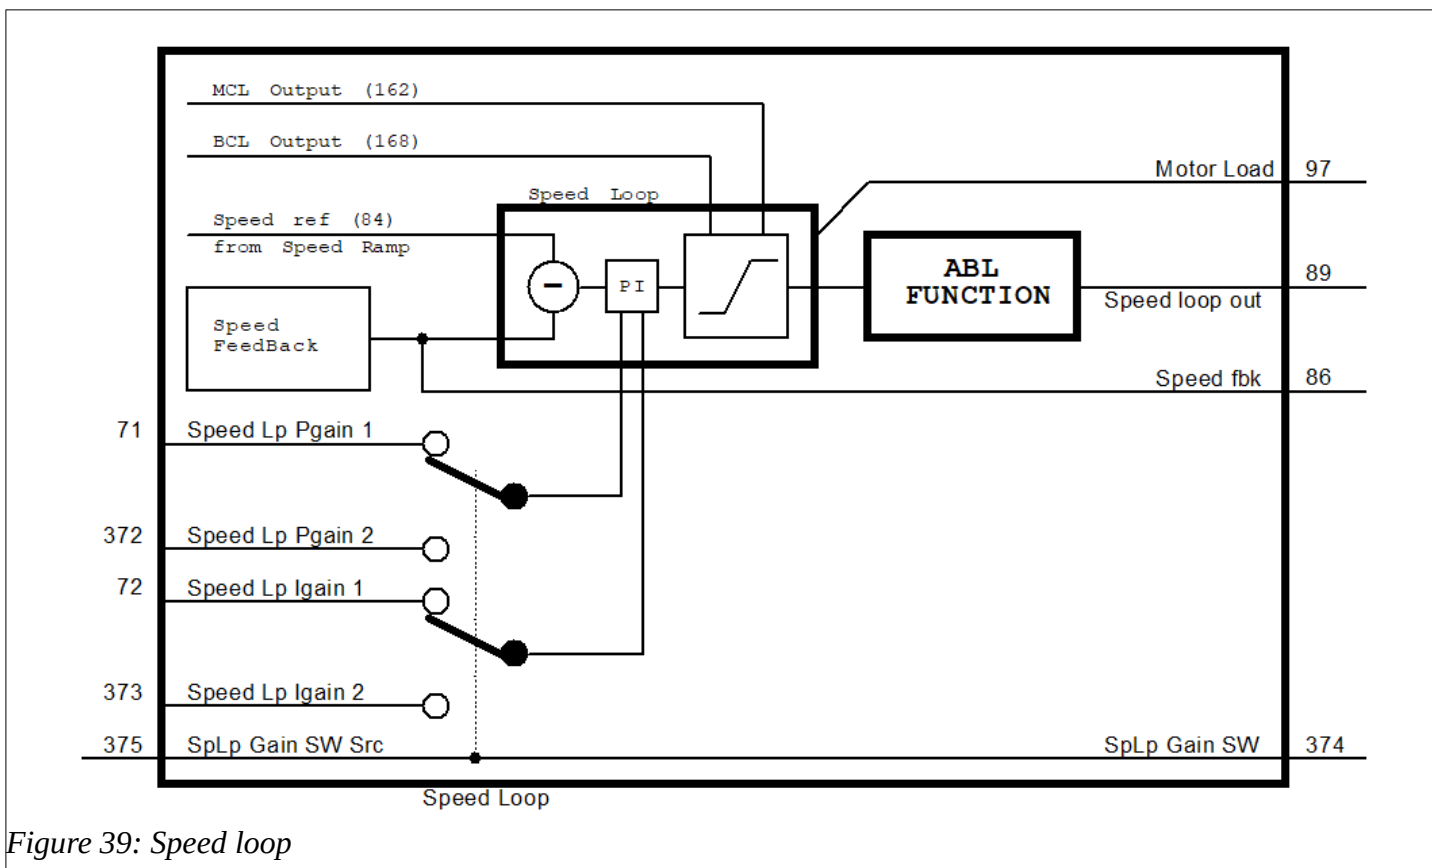 MCL Output (162)
BCL Output (168)
Motor Load
97
Speed Loop
Speed ref (84)
from Speed Ramp
PI
ABL
FUNCTION
89
Speed loop out
Speed
FeedBack
Speed fbk
86
71
Speed Lp Pgain 1
372
Speed Lp Pgain 2
72
Speed Lp Igain 1
373
Speed Lp Igain 2
375
SpLp Gain SW Src
SpLp Gain SW
374
Speed Loop
Figure 39: Speed loop